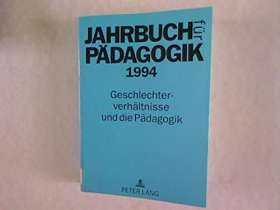 JAHRBUCH für
PÄDAGOGIK
1994
Geschlechter-
verhältnisse
und die Pädagogik
PETER LANG